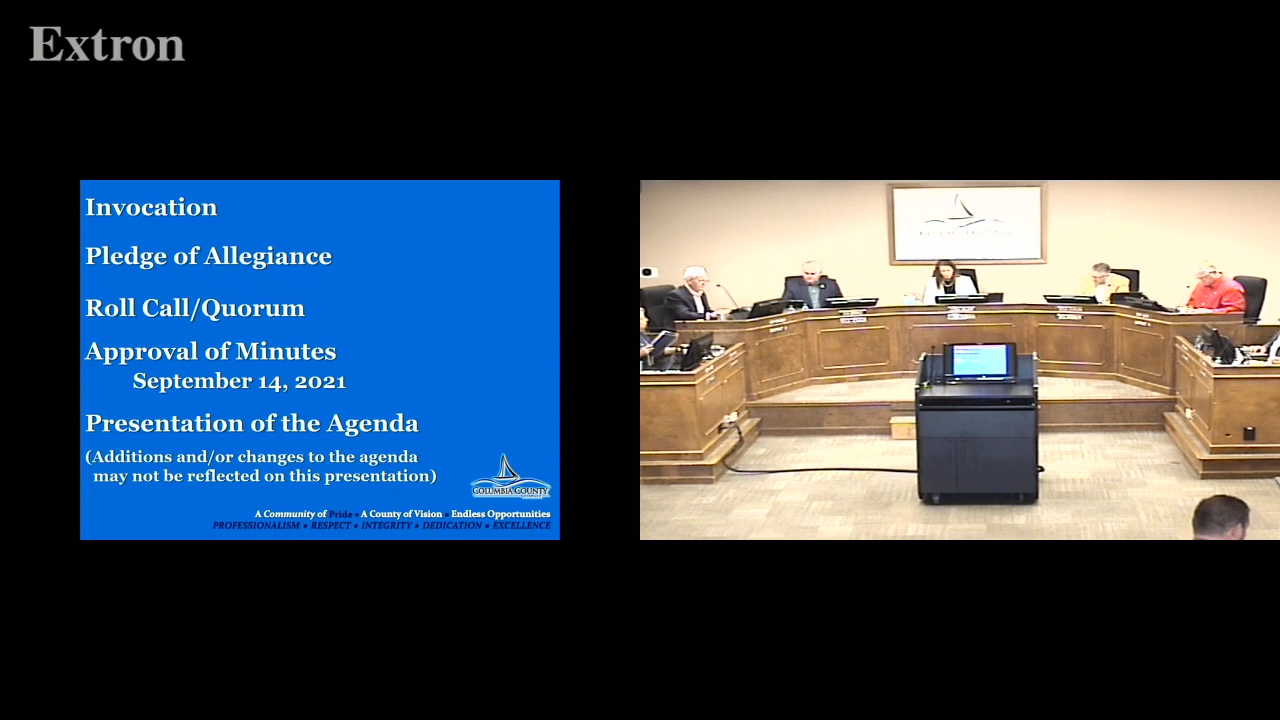 Extron
Invocation
Pledge of Allegiance
Roll Call/Quorum
Approval of Minutes
September 14, 2021
Presentation of the Agenda
(Additions and/or changes to the agenda
may not be reflected on this presentation)
COLUMBIA COUNTY
A Community of Pride • A County of Vision • Endless Opportunities
PROFESSIONALISM • RESPECT • INTEGRITY • DEDICATION • EXCELLENCE